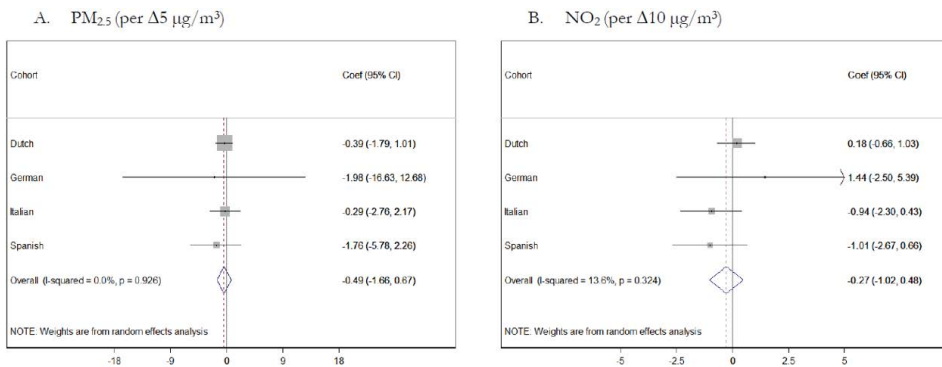 A. PM2.5 (per Δ5 µg/m³)
Cohort Coef (95% CI)
Dutch -0.39 (-1.79, 1.01)
German -1.98 (-16.63, 12.68)
Italian -0.29 (-2.76, 2.17)
Spanish -1.76 (-5.78, 2.26)
Overall (I-squared = 0.0%, p = 0.926) -0.49 (-1.66, 0.67)
NOTE: Weights are from random effects analysis
-18 -9 0 9 18
B. NO2 (per Δ10 µg/m³)
Cohort Coef (95% CI)
Dutch 0.18 (-0.66, 1.03)
German 1.44 (-2.50, 5.39)
Italian -0.94 (-2.30, 0.43)
Spanish -1.01 (-2.67, 0.66)
Overall (I-squared = 13.6%, p = 0.324) -0.27 (-1.02, 0.48)
NOTE: Weights are from random effects analysis
-5 -2.5 0 2.5 5